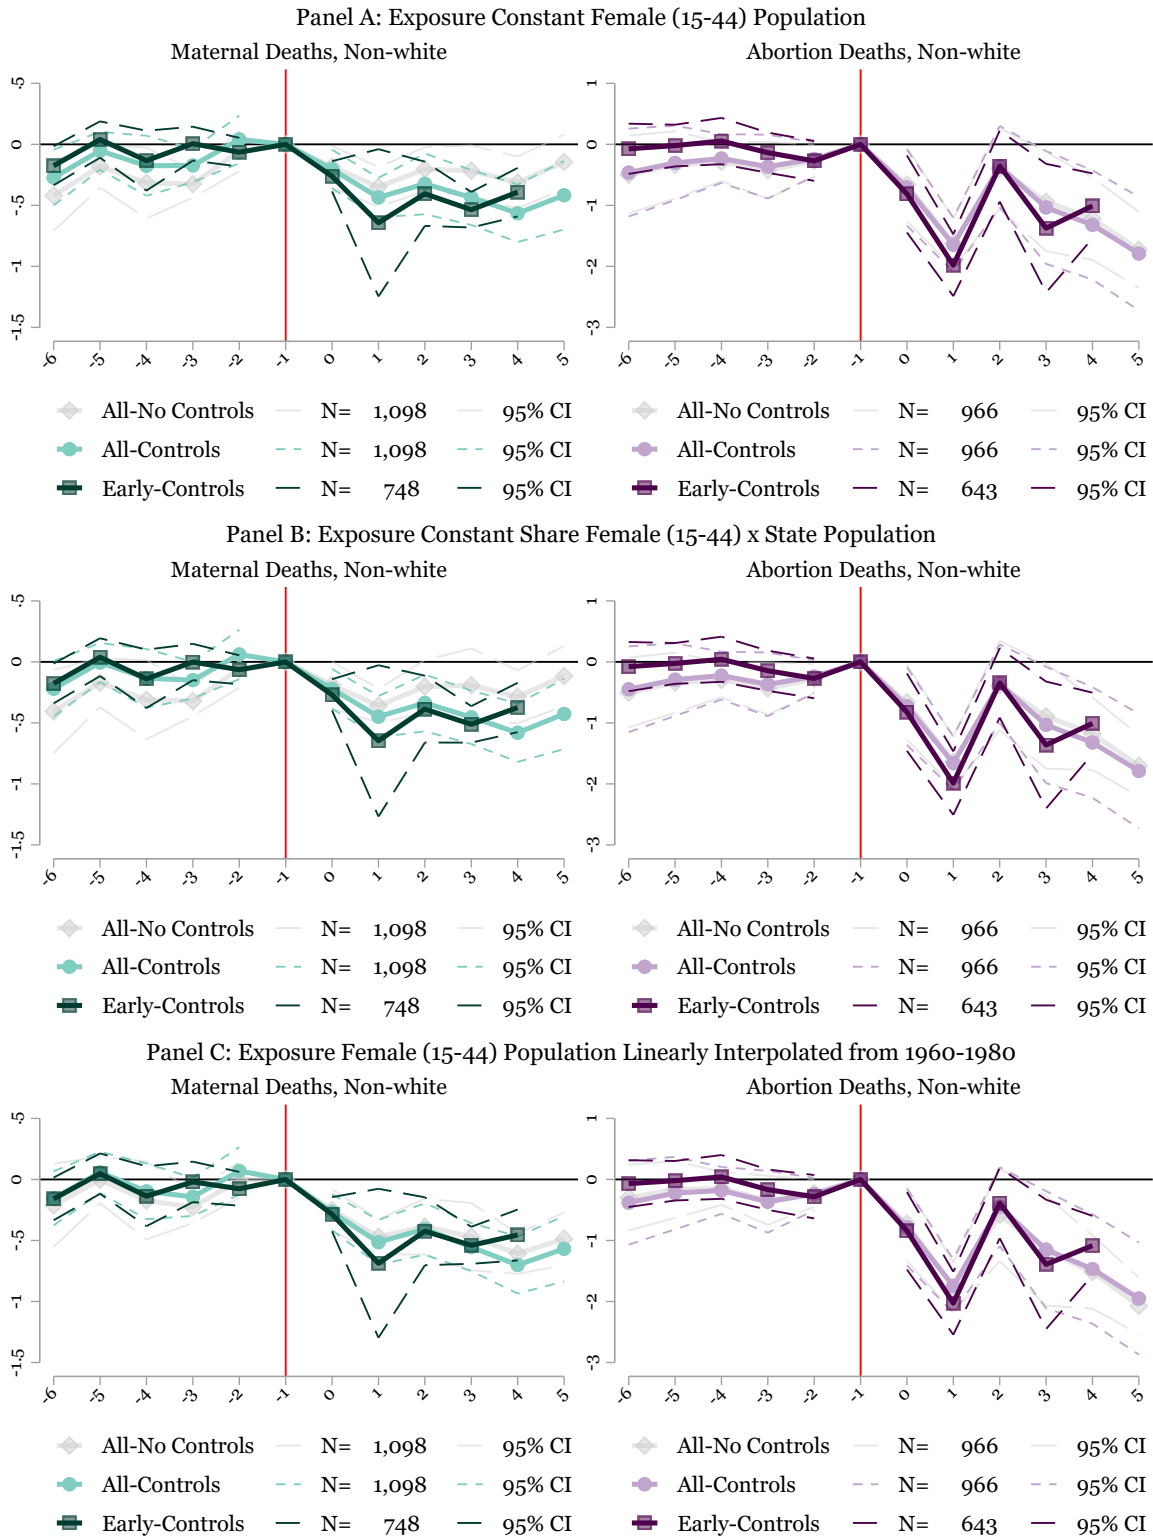 Panel A: Exposure Constant Female (15-44) Population
Maternal Deaths, Non-white
.5
0
-.5
-1
-1.5
-6 -5 -4 -3 -2 -1 0 1 2 3 4 5
All-No Controls N= 1,098 95% CI
All-Controls N= 1,098 95% CI
Early-Controls N= 748 95% CI
Abortion Deaths, Non-white
1
0
-1
-2
-3
-6 -5 -4 -3 -2 -1 0 1 2 3 4 5
All-No Controls N= 966 95% CI
All-Controls N= 966 95% CI
Early-Controls N= 643 95% CI
Panel B: Exposure Constant Share Female (15-44) x State Population
Maternal Deaths, Non-white
.5
0
-.5
-1
-1.5
-6 -5 -4 -3 -2 -1 0 1 2 3 4 5
All-No Controls N= 1,098 95% CI
All-Controls N= 1,098 95% CI
Early-Controls N= 748 95% CI
Abortion Deaths, Non-white
1
0
-1
-2
-3
-6 -5 -4 -3 -2 -1 0 1 2 3 4 5
All-No Controls N= 966 95% CI
All-Controls N= 966 95% CI
Early-Controls N= 643 95% CI
Panel C: Exposure Female (15-44) Population Linearly Interpolated from 1960-1980
Maternal Deaths, Non-white
.5
0
-.5
-1
-1.5
-6 -5 -4 -3 -2 -1 0 1 2 3 4 5
All-No Controls N= 1,098 95% CI
All-Controls N= 1,098 95% CI
Early-Controls N= 748 95% CI
Abortion Deaths, Non-white
1
0
-1
-2
-3
-6 -5 -4 -3 -2 -1 0 1 2 3 4 5
All-No Controls N= 966 95% CI
All-Controls N= 966 95% CI
Early-Controls N= 643 95% CI